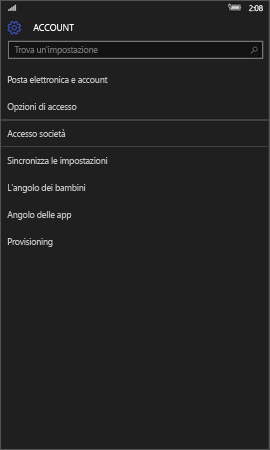 2:08
ACCOUNT
Trova un'impostazione
Posta elettronica e account
Opzioni di accesso
Accesso società
Sincronizza le impostazioni
L'angolo dei bambini
Angolo delle app
Provisioning